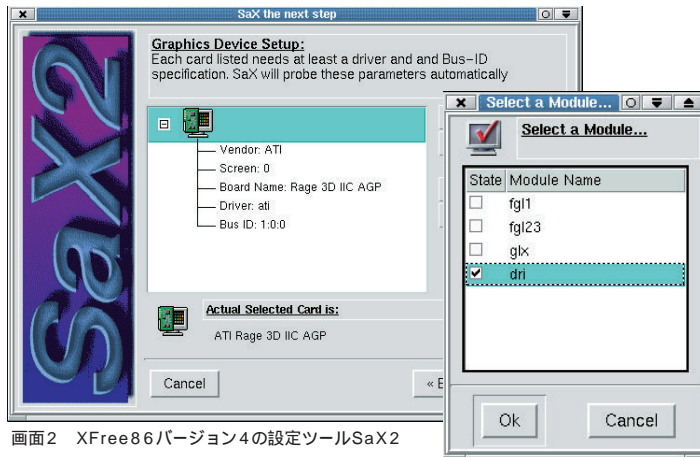 SaX the next step
Graphics Device Setup:
Each card listed needs at least a driver and and Bus-ID
specification. SaX will probe these parameters automatically
SaX2
Vendor: ATI
Screen: 0
Board Name: Rage 3D IIC AGP
Driver: ati
Bus ID: 1:0:0
Actual Selected Card is:
ATI Rage 3D IIC AGP
Cancel
Select a Module...
Select a Module...
State Module Name
fgl1
fgl23
glx
dri
Ok Cancel
画面2 XFree86バージョン4の設定ツールSaX2